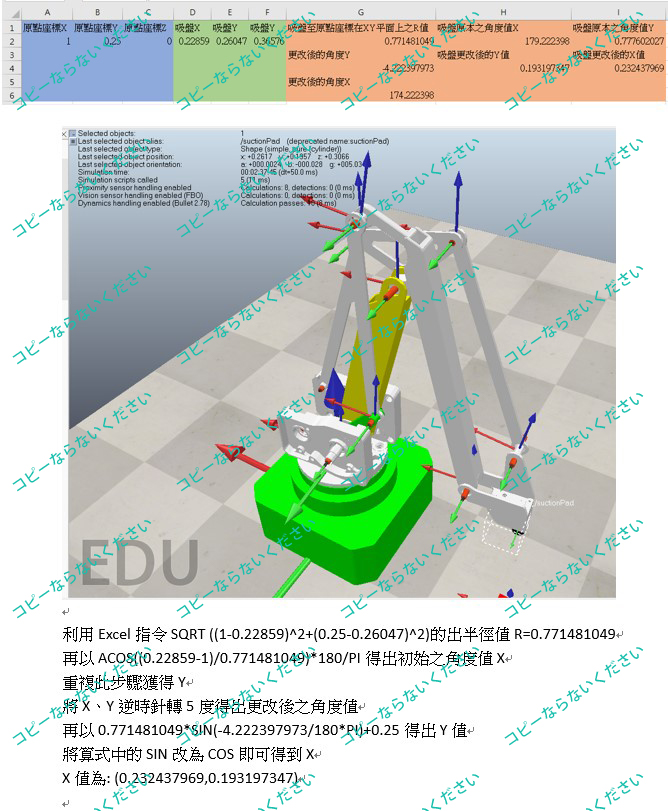 A B C D E F G H I
1 原點座標X 原點座標Y 原點座標Z 吸盤X 吸盤Y 吸盤F 吸盤至原點座標在XY平面上之R值 吸盤原本之角度值X 吸盤原本之角度值Y
2 1 0.25 0 0.22859 0.26047 0.36576 0.771481049 179.222398 0.777602027
3 更改後的角度Y 吸盤更改後的Y值 吸盤更改後的X值
4 -4.222397973 0.193197347 0.232437969
5 更改後的角度X
6 174.222398
Selected objects: 1
Last selected object alias: /suctionPad (deprecated name:suctionPad)
Last selected object type: Shape (simple, pure (cylinder))
Last selected object position: x: +0.2617 y: +0.1957 z: +0.3066
Last selected object orientation: a: +000.0024 b: -000.028 g: +005.034
Simulation time: 00:02:37.45 (dt=50.0 ms)
Simulation scripts called 5 (11 ms)
Proximity sensor handling enabled Calculations: 8, detections: 0 (0 ms)
Vision sensor handling enabled (FBO) Calculations: 0, detections: 0 (0 ms)
Dynamics handling enabled (Bullet 2.78) Calculation passes: 10 (6 ms)
/suctionPad
EDU
利用 Excel 指令 SQRT ((1-0.22859)^2+(0.25-0.26047)^2)的出半徑值 R=0.771481049
再以 ACOS((0.22859-1)/0.771481049)*180/PI 得出初始之角度值 X
重複此步驟獲得 Y
將 X、Y 逆時針轉 5 度得出更改後之角度值
再以 0.771481049*SIN(-4.222397973/180*PI)+0.25 得出 Y 值
將算式中的 SIN 改為 COS 即可得到 X
X 值為: (0.232437969,0.193197347)
コピーならないください